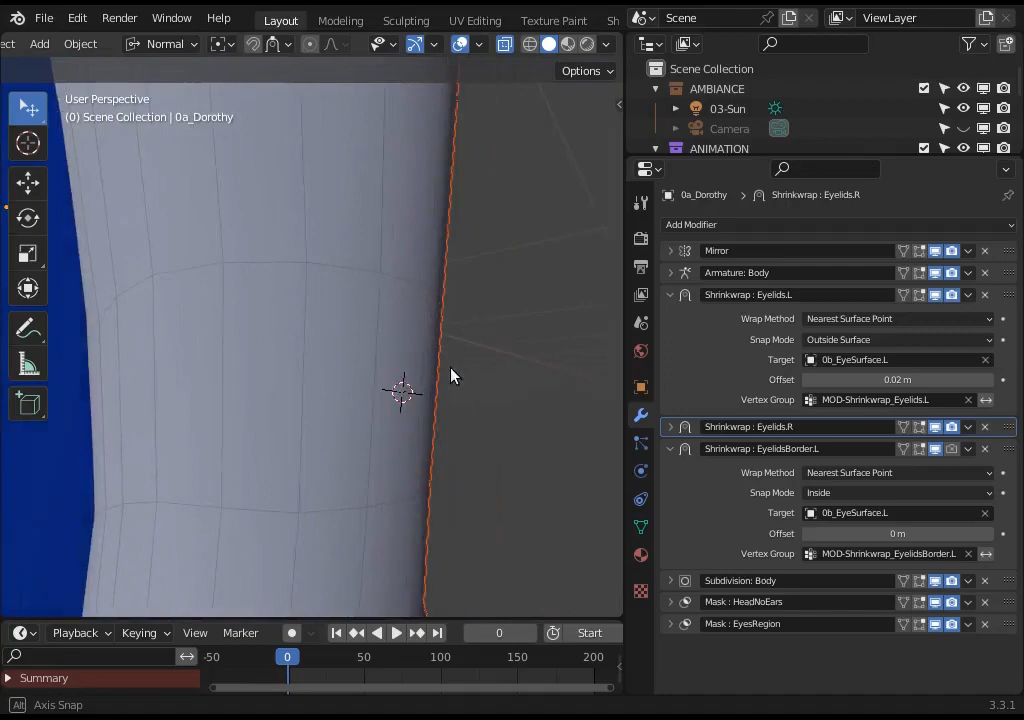 File Edit Render Window Help Layout Modeling Sculpting UV Editing Texture Paint Sh Scene ViewLayer
ect Add Object Normal
Options
User Perspective
(0) Scene Collection | 0a_Dorothy
Scene Collection
AMBIANCE
03-Sun
Camera
ANIMATION
0a_Dorothy > Shrinkwrap : Eyelids.R
Add Modifier
Mirror
Armature: Body
Shrinkwrap : Eyelids.L
Wrap Method Nearest Surface Point
Snap Mode Outside Surface
Target 0b_EyeSurface.L
Offset 0.02 m
Vertex Group MOD-Shrinkwrap_Eyelids.L
Shrinkwrap : Eyelids.R
Shrinkwrap : EyelidsBorder.L
Wrap Method Nearest Surface Point
Snap Mode Inside
Target 0b_EyeSurface.L
Offset 0 m
Vertex Group MOD-Shrinkwrap_EyelidsBorder.L
Subdivision: Body
Mask : HeadNoEars
Mask : EyesRegion
Playback Keying View Marker 0 Start
-50 0 50 100 150 200
Summary
Alt Axis Snap 3.3.1